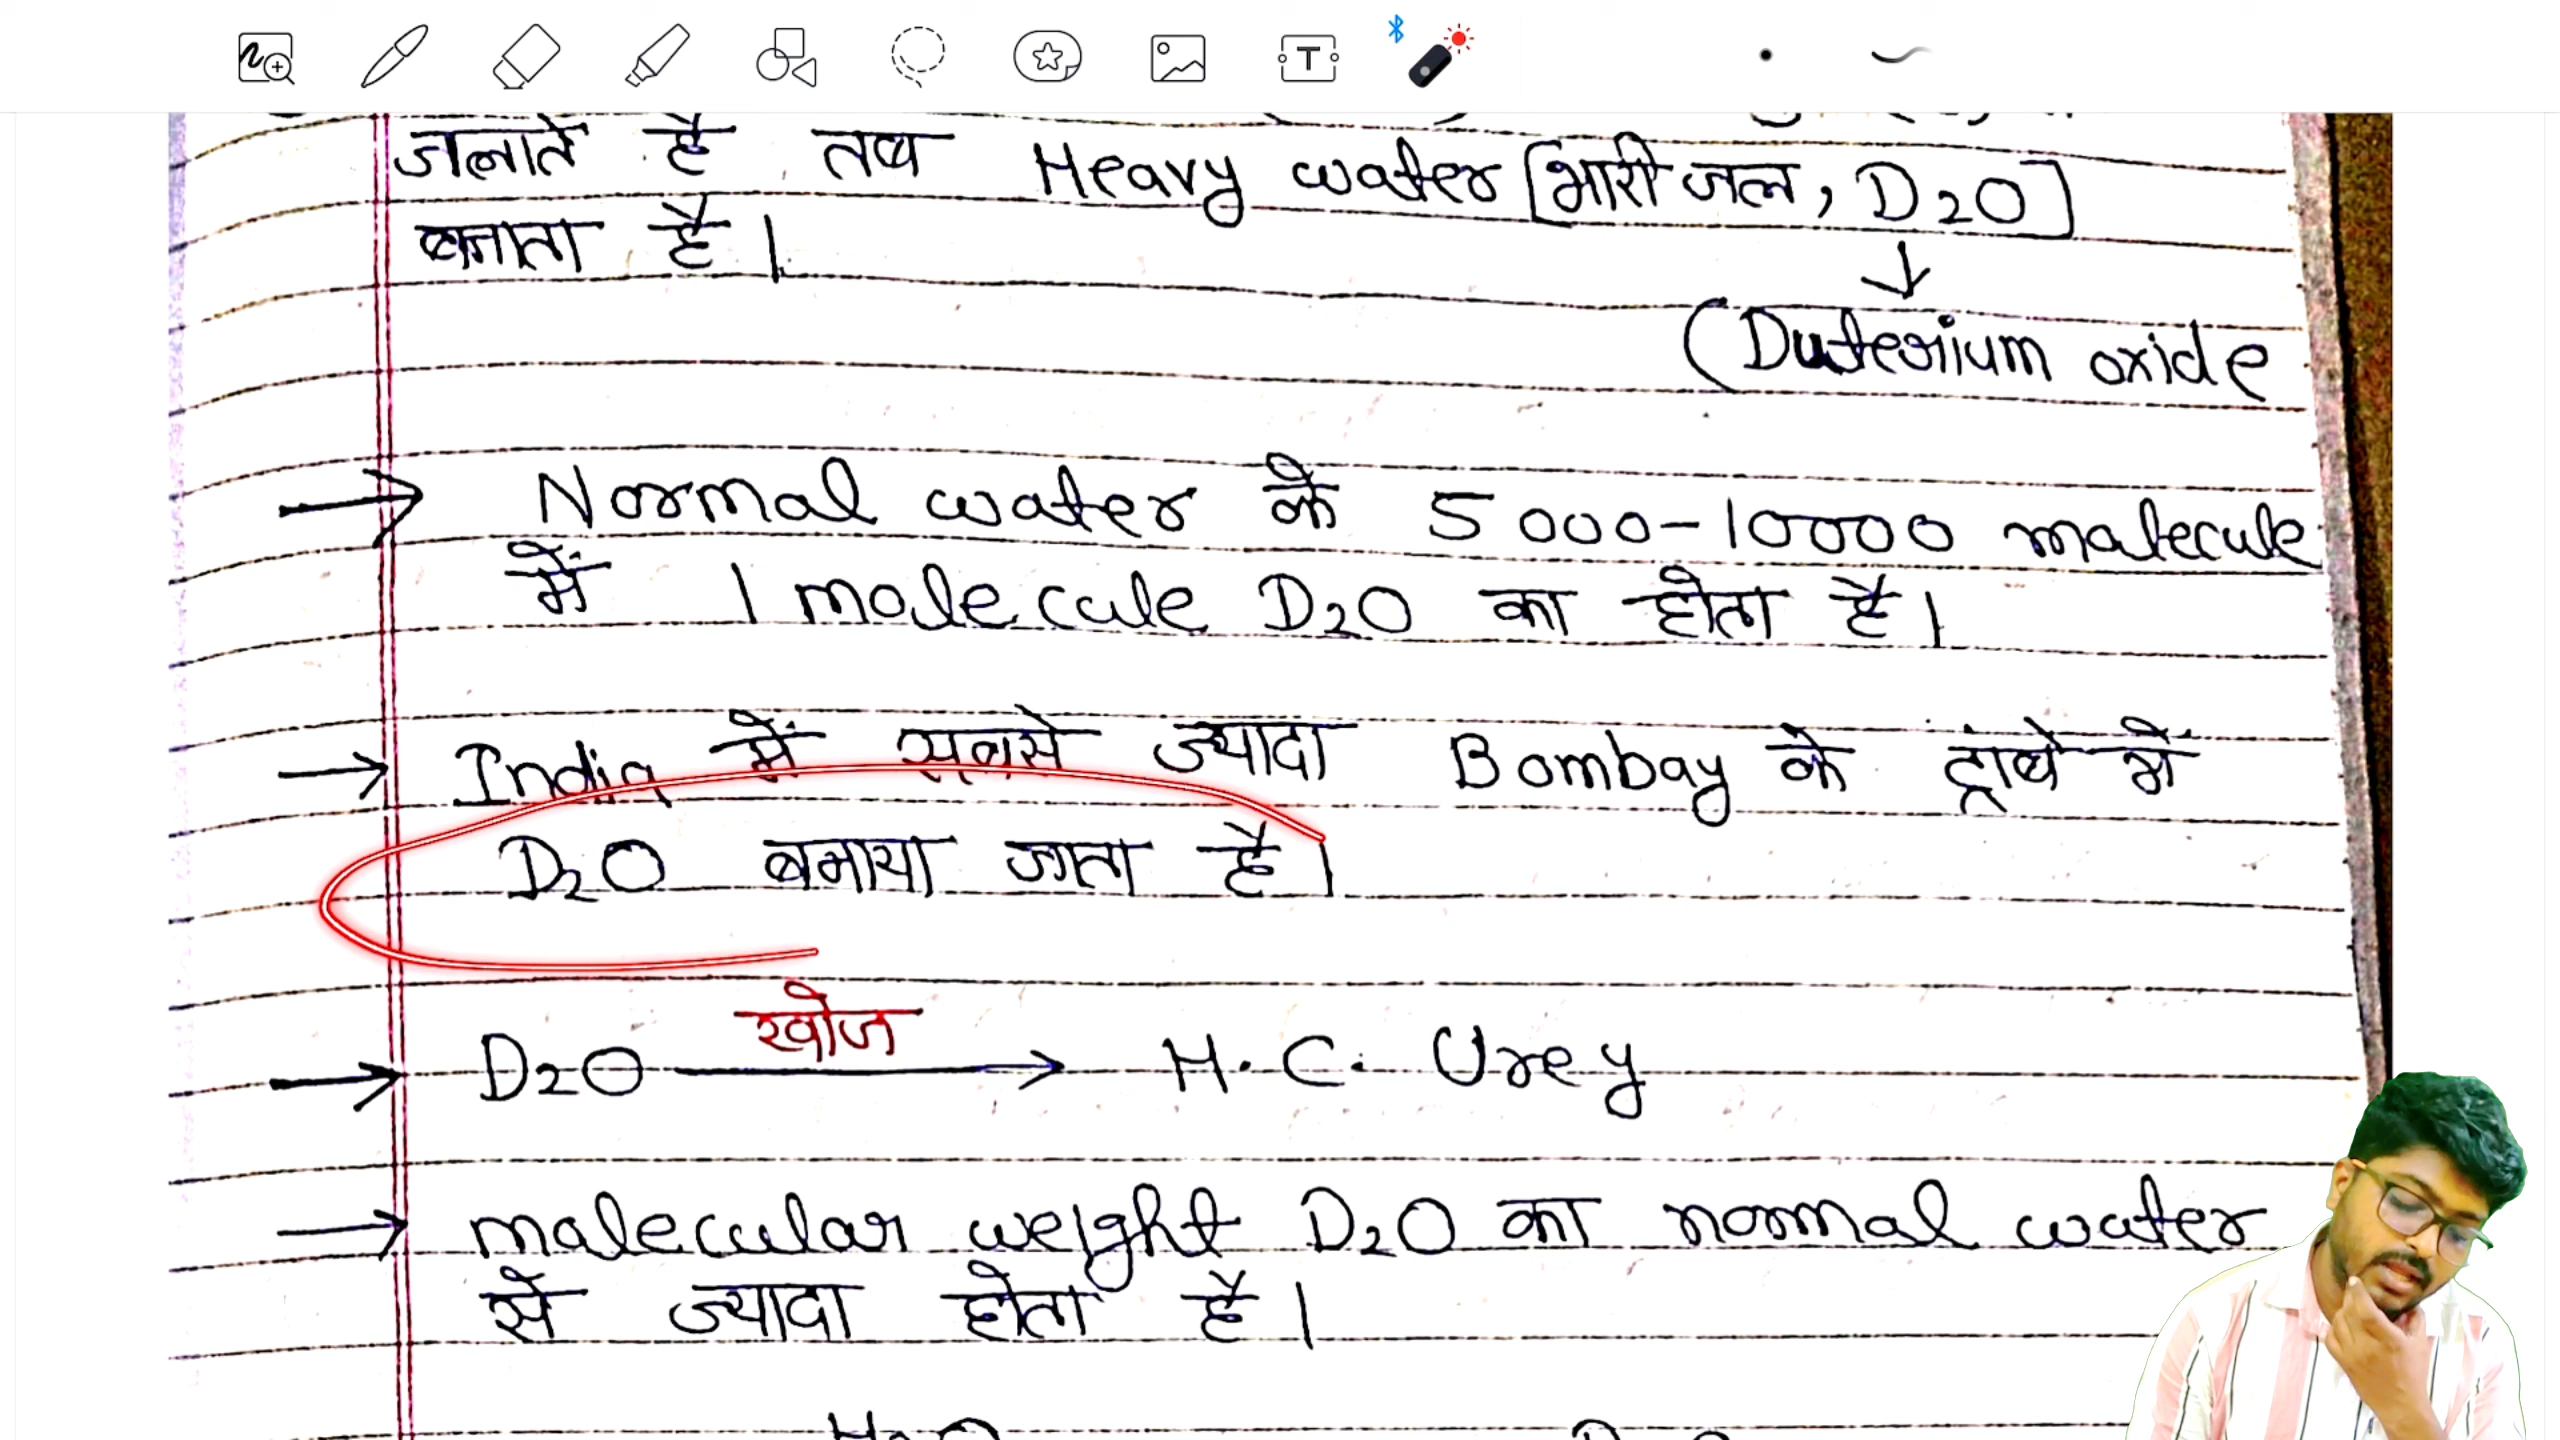 जलाते है तब Heavy water [भारी जल, D2O]
बनाता है।
↓
(Duterium oxide
→ Normal water के 5000-10000 malecule
में 1 molecule D2O का होता है।
→ India में सबसे ज्यादा Bombay के ट्रांबे में
D2O बनाया जाता है।
→ D2O खोज → H.C. Urey
→ malecular weight D2O का normal water
से ज्यादा होता है।